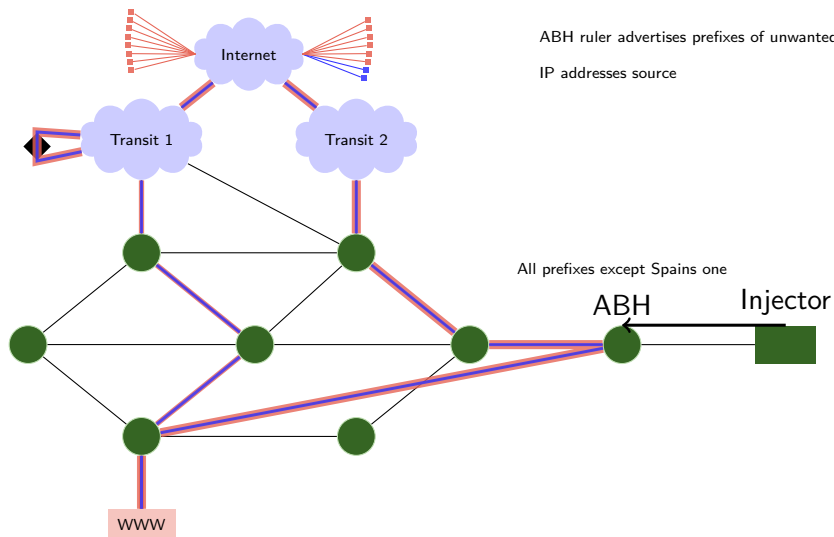 Internet
ABH ruler advertises prefixes of unwanted
IP addresses source
Transit 1
Transit 2
All prefixes except Spains one
ABH
Injector
WWW